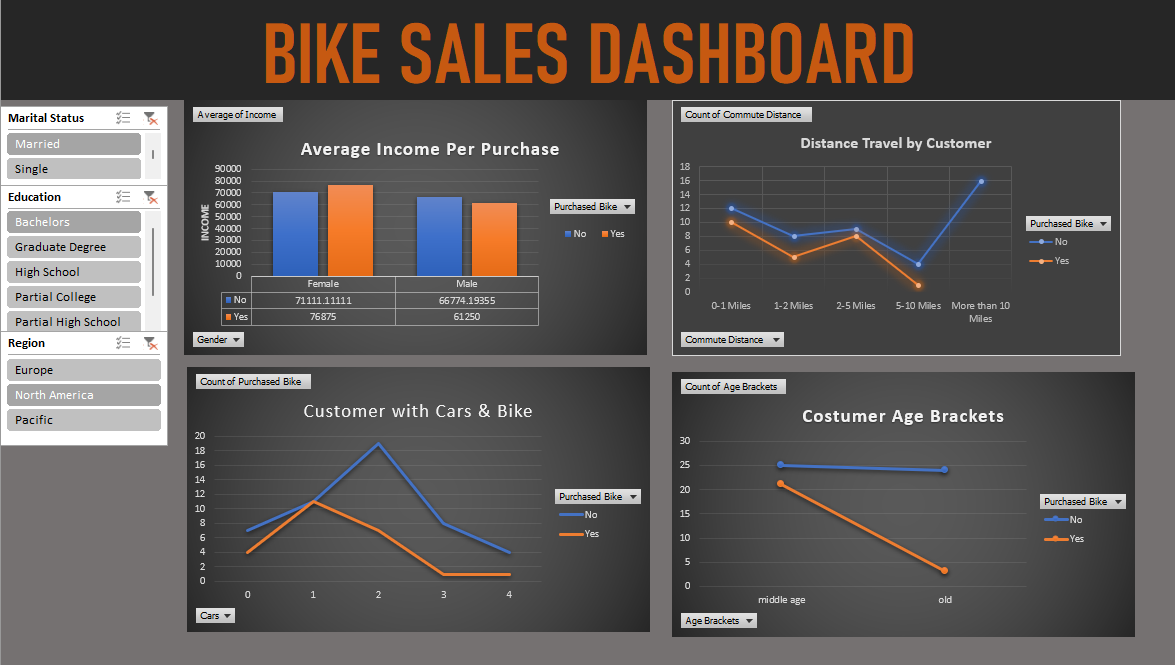 BIKE SALES DASHBOARD
Marital Status
Married
Single
Education
Bachelors
Graduate Degree
High School
Partial College
Partial High School
Region
Europe
North America
Pacific
Average of Income
Average Income Per Purchase
90000
80000
70000
60000
50000
40000
30000
20000
10000
0
INCOME
Female Male
No 71111.11111 66774.19355
Yes 76875 61250
Purchased Bike
No Yes
Gender
Count of Commute Distance
Distance Travel by Customer
18
16
14
12
10
8
6
4
2
0
0-1 Miles 1-2 Miles 2-5 Miles 5-10 Miles More than 10
Miles
Purchased Bike
No
Yes
Commute Distance
Count of Purchased Bike
Customer with Cars & Bike
20
18
16
14
12
10
8
6
4
2
0
0 1 2 3 4
Purchased Bike
No
Yes
Cars
Count of Age Brackets
Costumer Age Brackets
30
25
20
15
10
5
0
middle age old
Purchased Bike
No
Yes
Age Brackets